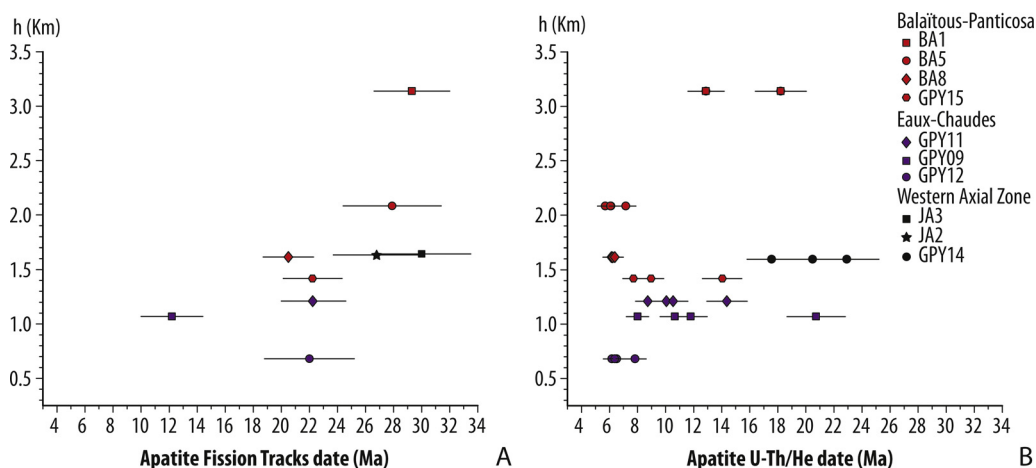 h (Km)
3.5
3.0
2.5
2.0
1.5
1.0
0.5
4 6 8 10 12 14 16 18 20 22 24 26 28 30 32 34
Apatite Fission Tracks date (Ma)
A
h (Km)
3.5
3.0
2.5
2.0
1.5
1.0
0.5
4 6 8 10 12 14 16 18 20 22 24 26 28 30 32 34
Apatite U-Th/He date (Ma)
B
Balaïtous-Panticosa
BA1
BA5
BA8
GPY15
Eaux-Chaudes
GPY11
GPY09
GPY12
Western Axial Zone
JA3
JA2
GPY14